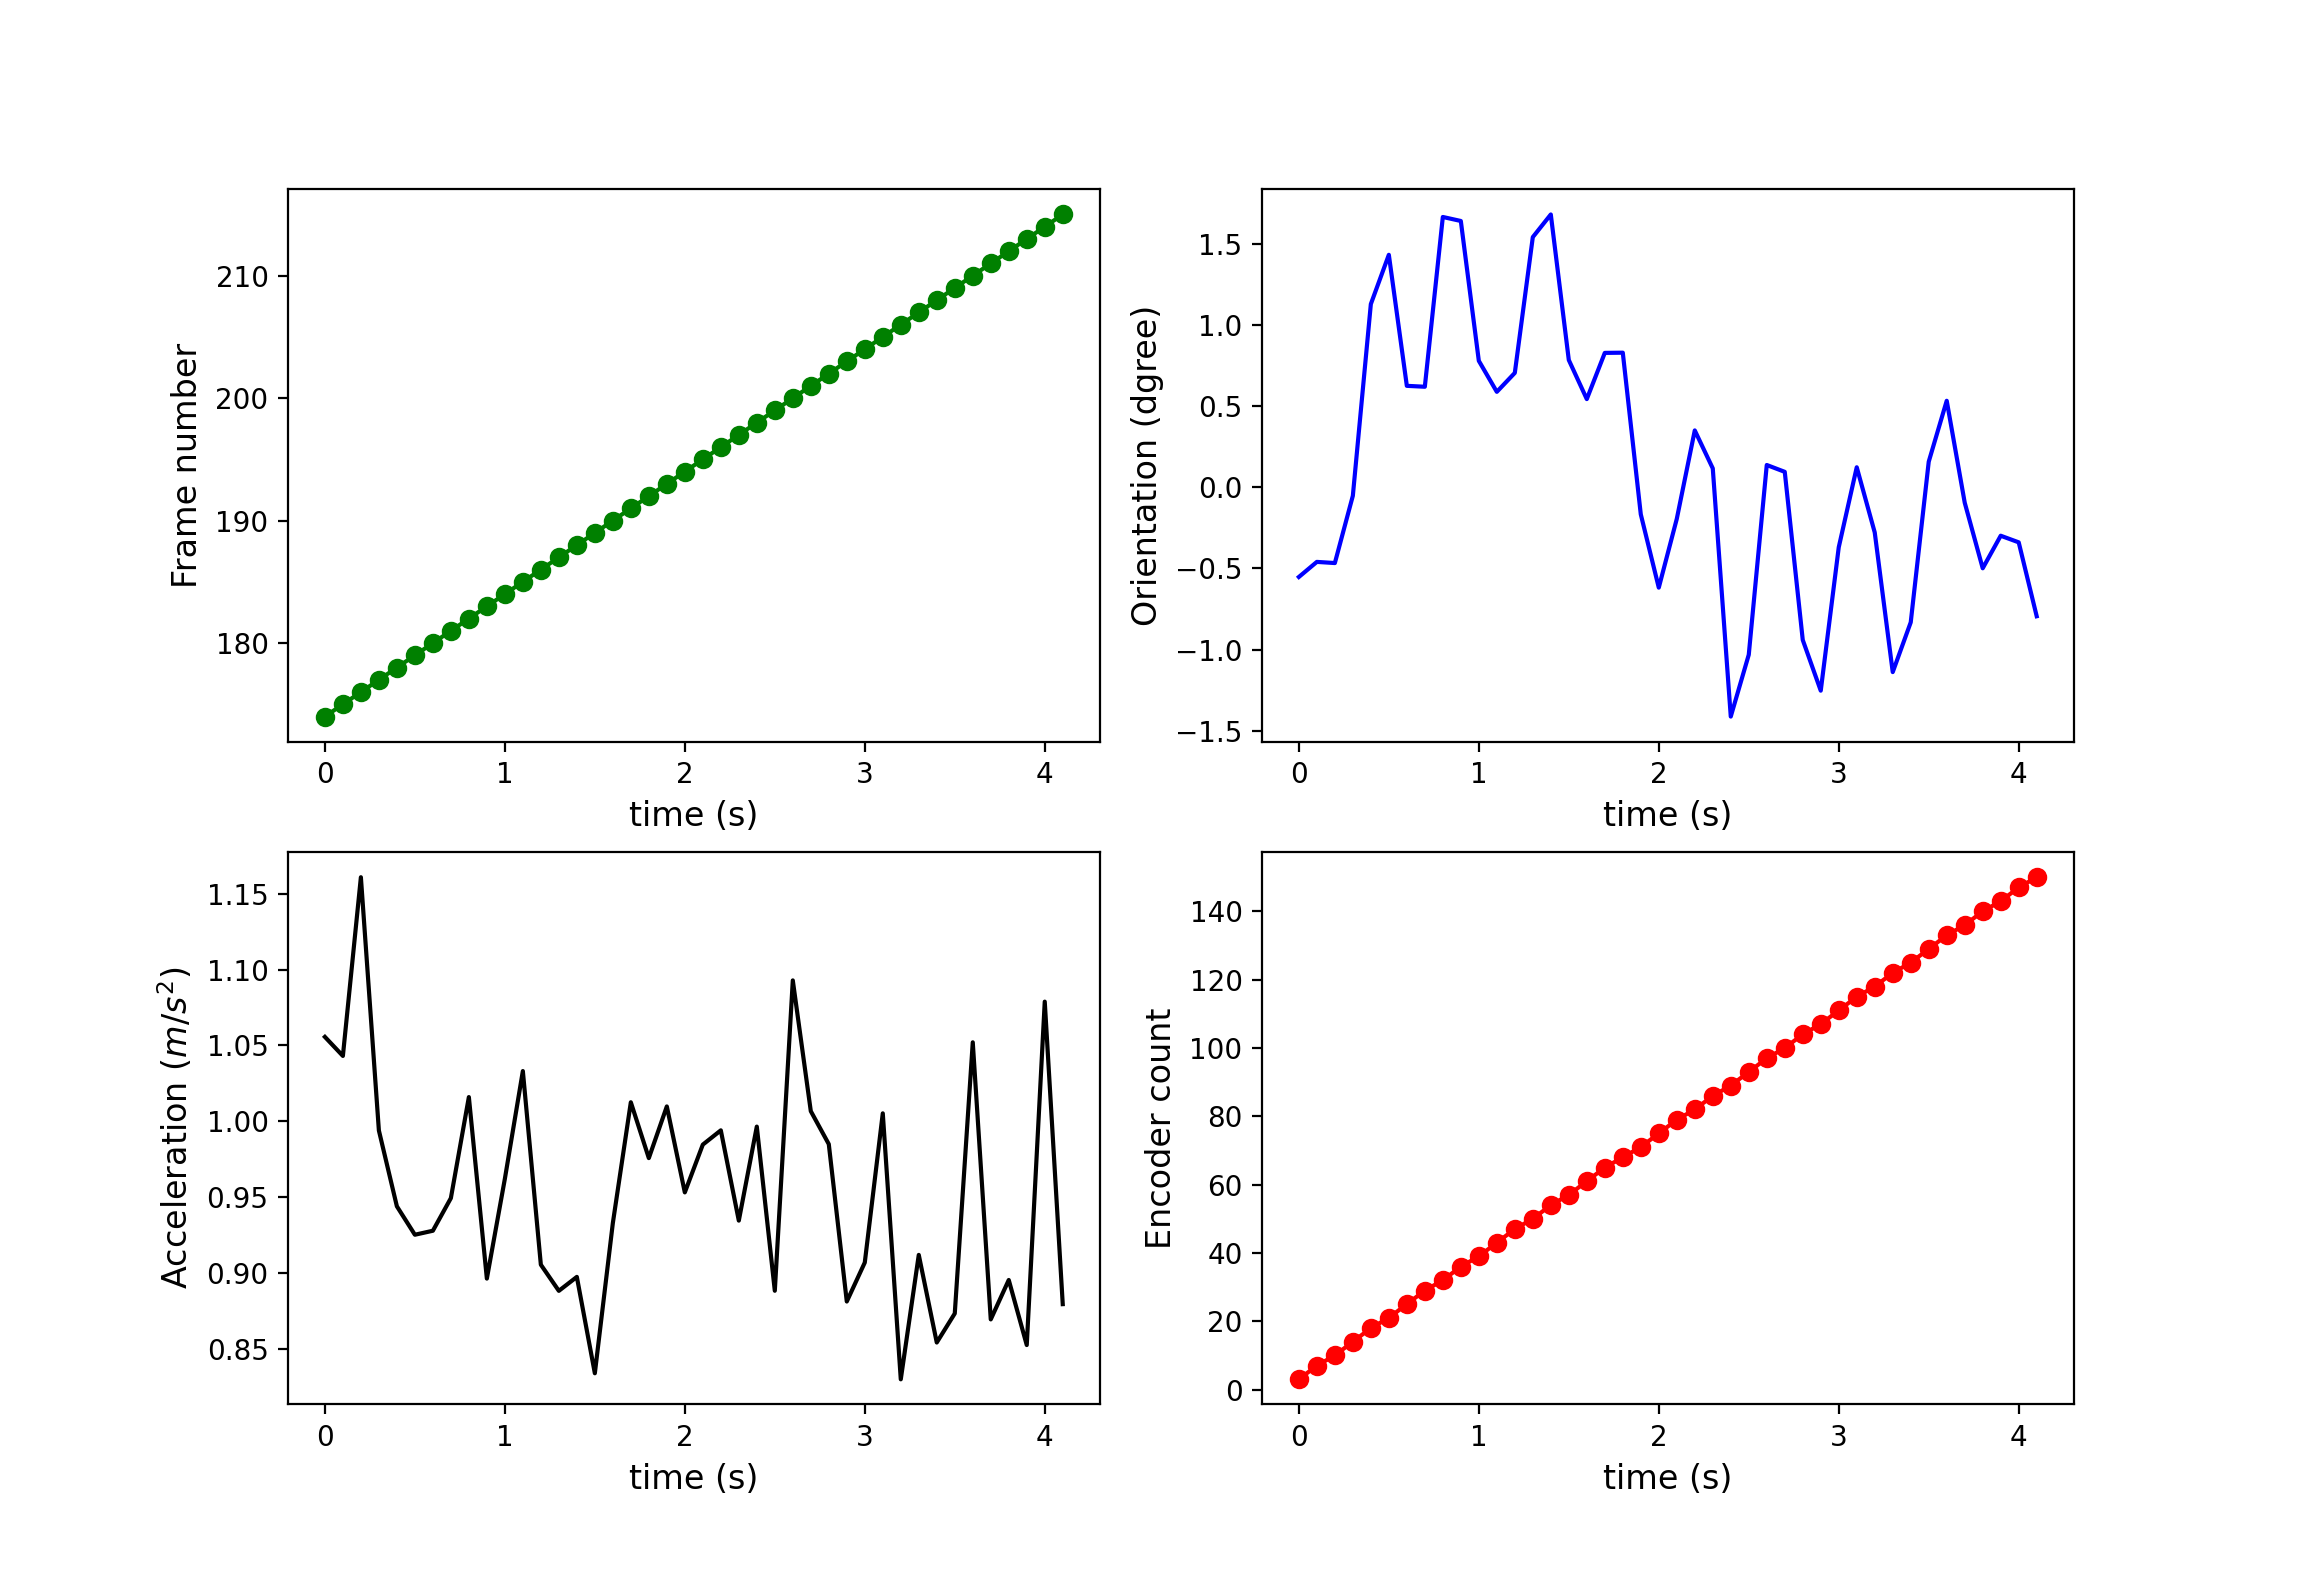 Frame number
210
200
190
180
0 1 2 3 4
time (s)
Orientation (dgree)
1.5
1.0
0.5
0.0
−0.5
−1.0
−1.5
0 1 2 3 4
time (s)
Acceleration (m/s²)
1.15
1.10
1.05
1.00
0.95
0.90
0.85
0 1 2 3 4
time (s)
Encoder count
140
120
100
80
60
40
20
0
0 1 2 3 4
time (s)